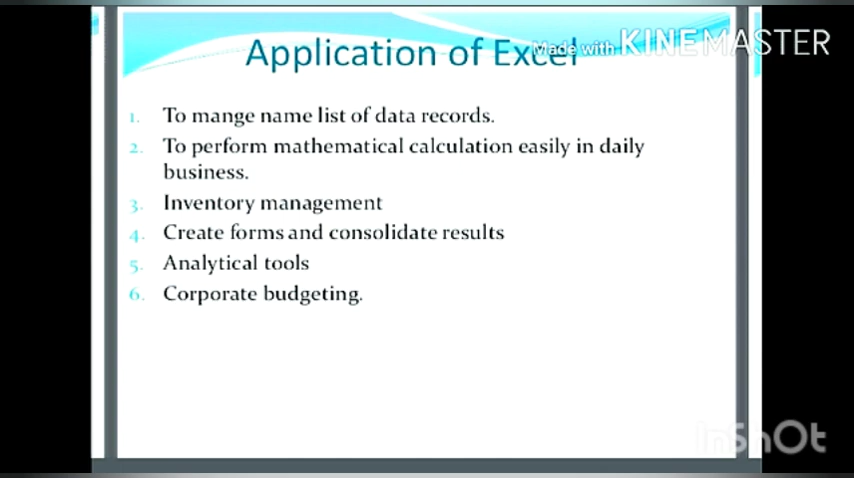 Application of Excel
Made with KINEMASTER
1. To mange name list of data records.
2. To perform mathematical calculation easily in daily
business.
3. Inventory management
4. Create forms and consolidate results
5. Analytical tools
6. Corporate budgeting.
InShOt